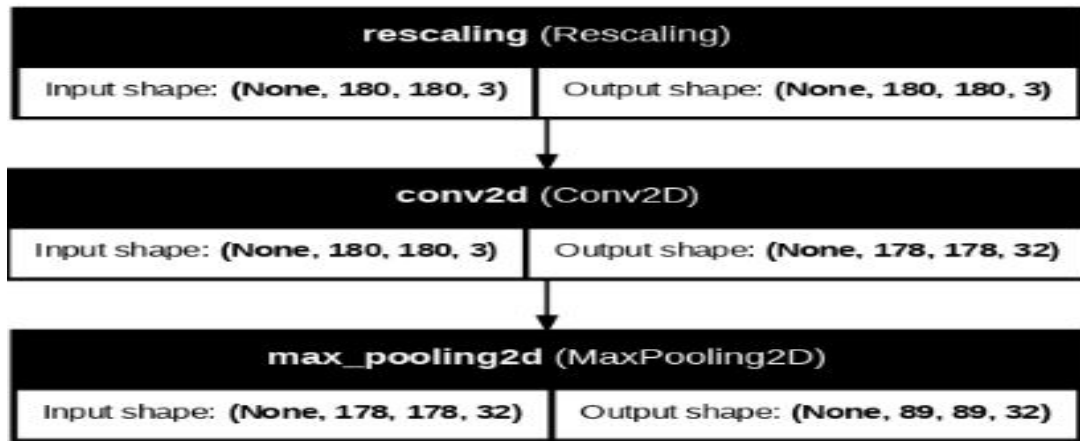 rescaling (Rescaling)
Input shape: (None, 180, 180, 3) Output shape: (None, 180, 180, 3)
conv2d (Conv2D)
Input shape: (None, 180, 180, 3) Output shape: (None, 178, 178, 32)
max_pooling2d (MaxPooling2D)
Input shape: (None, 178, 178, 32) Output shape: (None, 89, 89, 32)